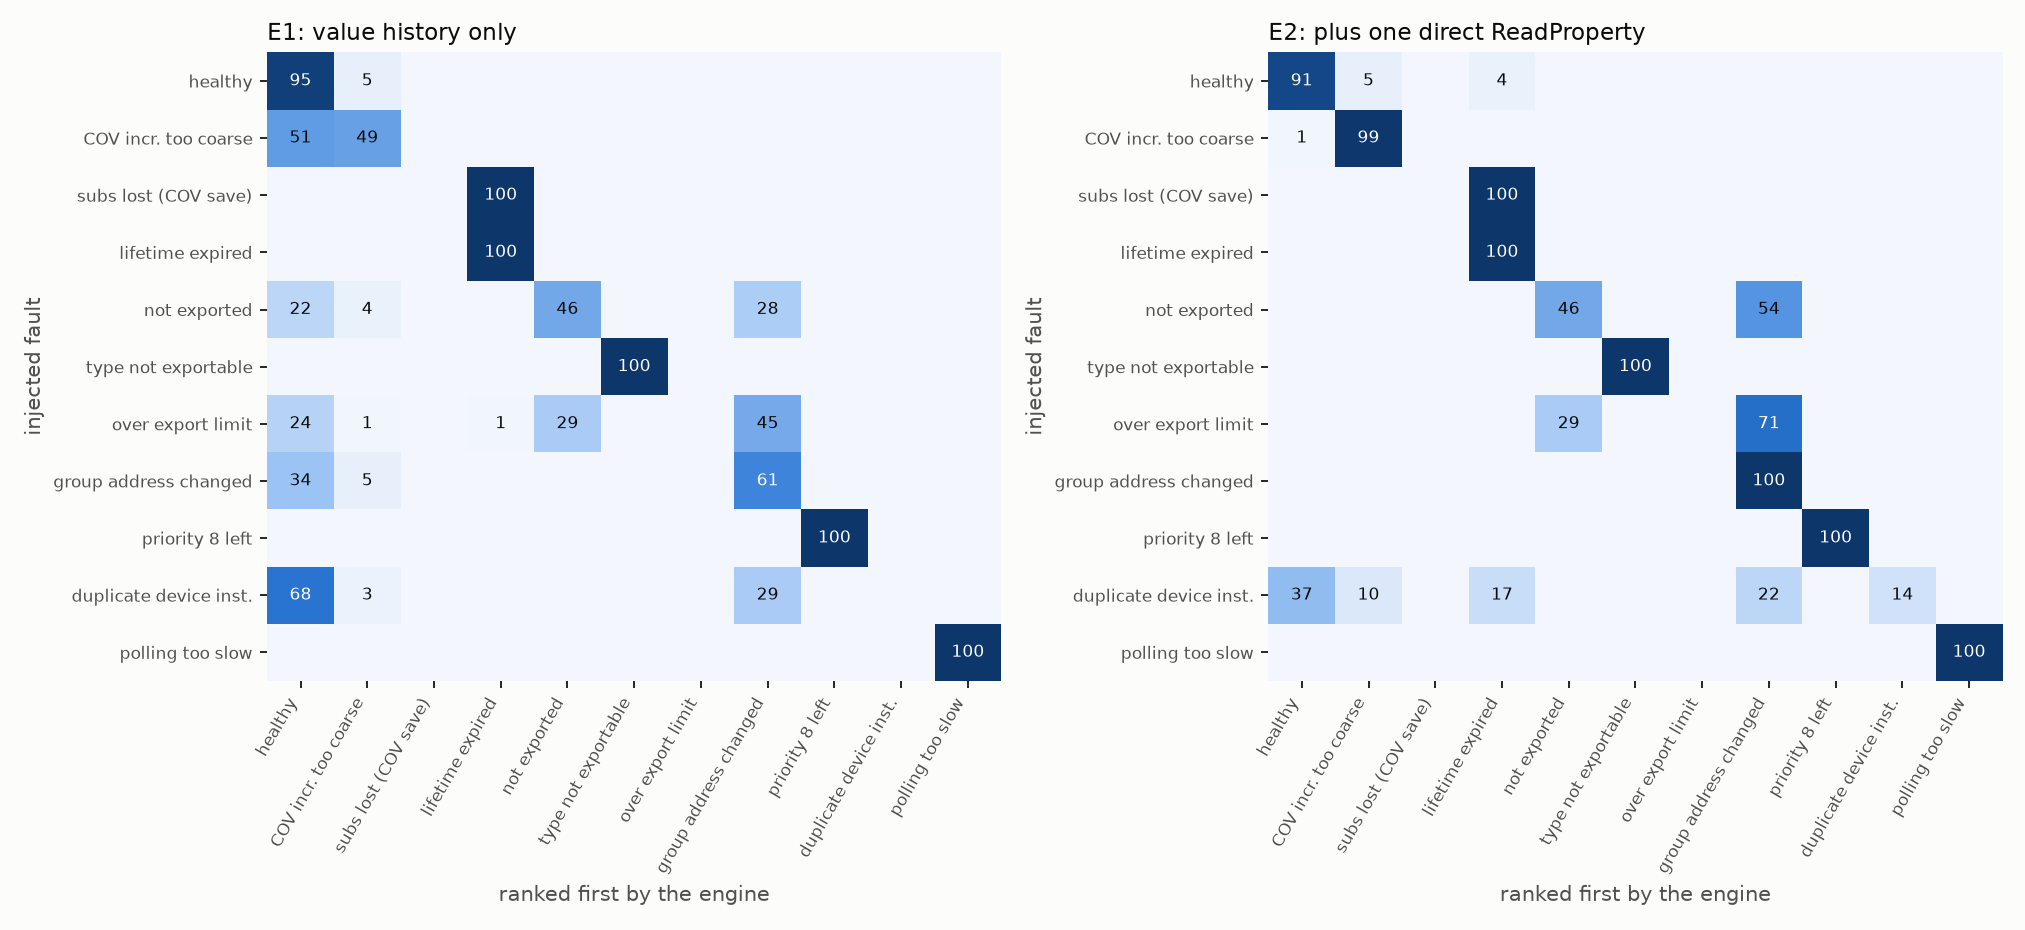 E1: value history only
injected fault
healthy 95 5
COV incr. too coarse 51 49
subs lost (COV save) 100
lifetime expired 100
not exported 22 4 46 28
type not exportable 100
over export limit 24 1 1 29 45
group address changed 34 5 61
priority 8 left 100
duplicate device inst. 68 3 29
polling too slow 100
healthy
COV incr. too coarse
subs lost (COV save)
lifetime expired
not exported
type not exportable
over export limit
group address changed
priority 8 left
duplicate device inst.
polling too slow
ranked first by the engine
E2: plus one direct ReadProperty
injected fault
healthy 91 5 4
COV incr. too coarse 1 99
subs lost (COV save) 100
lifetime expired 100
not exported 46 54
type not exportable 100
over export limit 29 71
group address changed 100
priority 8 left 100
duplicate device inst. 37 10 17 22 14
polling too slow 100
healthy
COV incr. too coarse
subs lost (COV save)
lifetime expired
not exported
type not exportable
over export limit
group address changed
priority 8 left
duplicate device inst.
polling too slow
ranked first by the engine